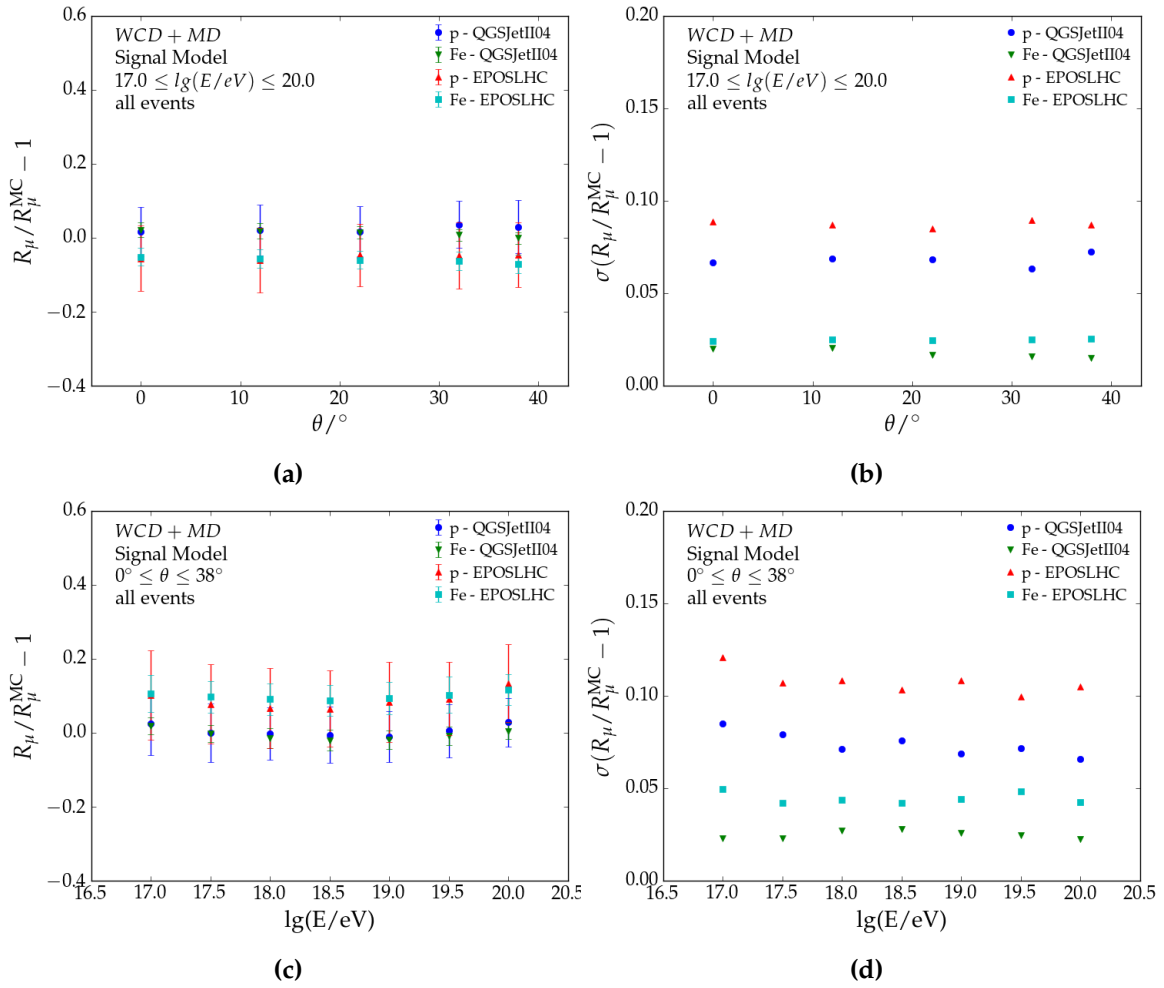 WCD + MD
Signal Model
17.0 ≤ lg(E/eV) ≤ 20.0
all events
p - QGSJetII04
Fe - QGSJetII04
p - EPOSLHC
Fe - EPOSLHC
0.6
0.4
0.2
0.0
−0.2
−0.4
R_μ/R_μ^MC − 1
0 10 20 30 40
θ/°
(a)
WCD + MD
Signal Model
17.0 ≤ lg(E/eV) ≤ 20.0
all events
p - QGSJetII04
Fe - QGSJetII04
p - EPOSLHC
Fe - EPOSLHC
0.20
0.15
0.10
0.05
0.00
σ(R_μ/R_μ^MC − 1)
0 10 20 30 40
θ/°
(b)
WCD + MD
Signal Model
0° ≤ θ ≤ 38°
all events
p - QGSJetII04
Fe - QGSJetII04
p - EPOSLHC
Fe - EPOSLHC
0.6
0.4
0.2
0.0
−0.2
−0.4
R_μ/R_μ^MC − 1
16.5 17.0 17.5 18.0 18.5 19.0 19.5 20.0 20.5
lg(E/eV)
(c)
WCD + MD
Signal Model
0° ≤ θ ≤ 38°
all events
p - QGSJetII04
Fe - QGSJetII04
p - EPOSLHC
Fe - EPOSLHC
0.20
0.15
0.10
0.05
0.00
σ(R_μ/R_μ^MC − 1)
16.5 17.0 17.5 18.0 18.5 19.0 19.5 20.0 20.5
lg(E/eV)
(d)